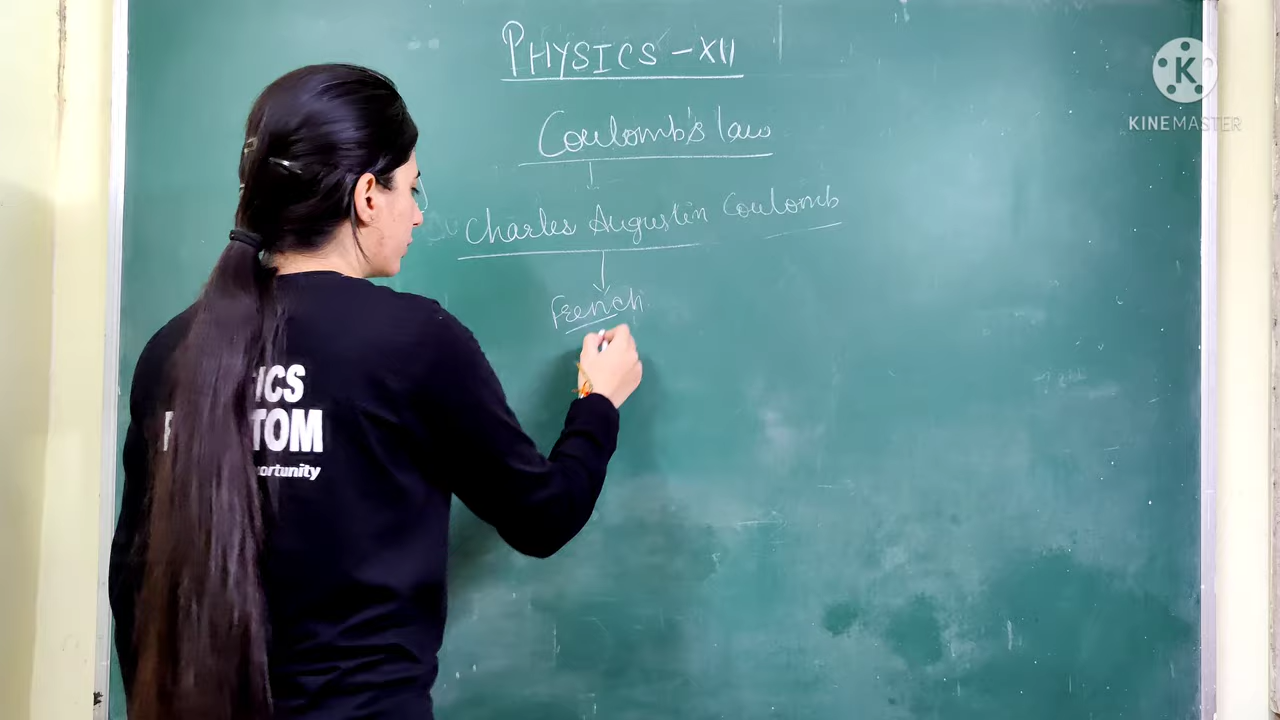 PHYSICS - XII
Coulomb's law
Charles Augustin Coulomb
French
ICS
TOM
ortunity
K
KINEMASTER